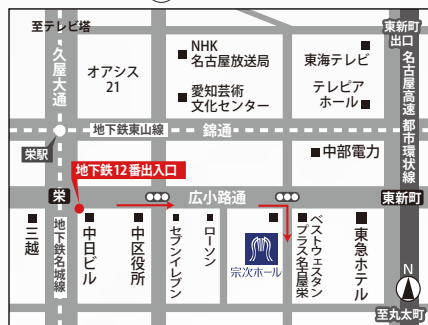 至テレビ塔
久屋大通
オアシス
21
NHK
名古屋放送局
愛知芸術
文化センター
東海テレビ
テレピア
ホール
東新町
出口
名古屋高速 都市環状線
地下鉄東山線
錦通
栄駅
中部電力
地下鉄12番出入口
栄
広小路通
東新町
三越
地下鉄名城線
中日ビル
中区役所
セブンイレブン
ローソン
宗次ホール
ベストウェスタン
プラス名古屋栄
東急ホテル
N
至丸太町